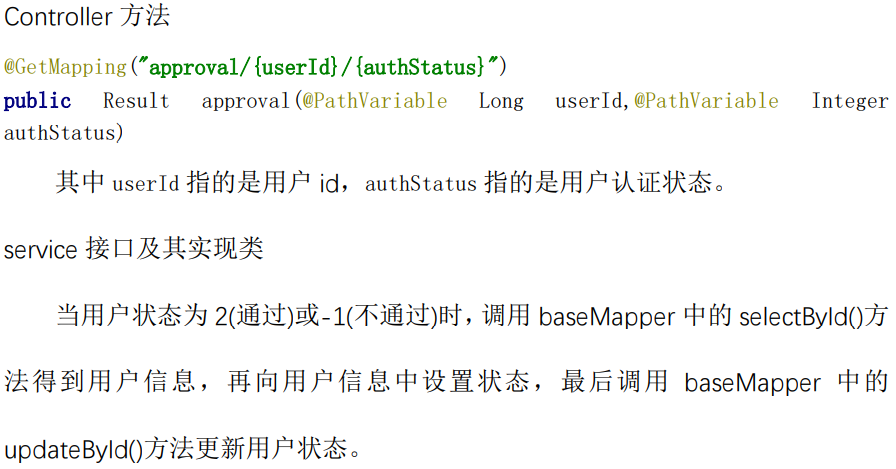 Controller 方法
@GetMapping("approval/{userId}/{authStatus}")
public Result approval(@PathVariable Long userId,@PathVariable Integer
authStatus)
其中 userId 指的是用户 id，authStatus 指的是用户认证状态。
service 接口及其实现类
当用户状态为 2(通过)或-1(不通过)时，调用 baseMapper 中的 selectById()方
法得到用户信息，再向用户信息中设置状态，最后调用 baseMapper 中的
updateById()方法更新用户状态。